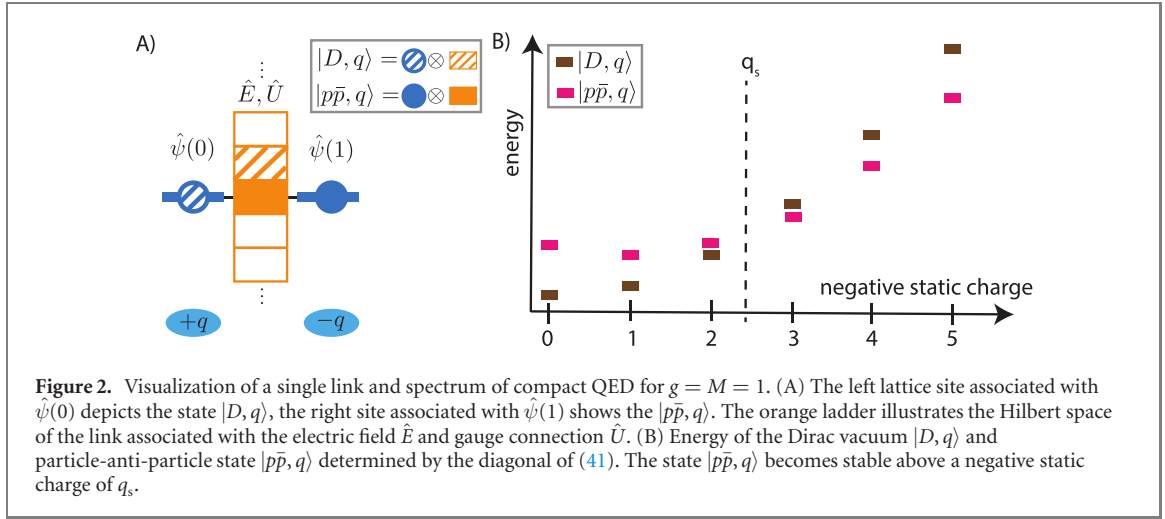 A)
|D, q⟩ = ⊗
|pp̄, q⟩ = ⊗
⋮
Ê, Û
ψ̂(0)
ψ̂(1)
⋮
+q
−q
B)
|D, q⟩
|pp̄, q⟩
q_s
energy
negative static charge
0 1 2 3 4 5
Figure 2. Visualization of a single link and spectrum of compact QED for g = M = 1. (A) The left lattice site associated with
ψ̂(0) depicts the state |D, q⟩, the right site associated with ψ̂(1) shows the |pp̄, q⟩. The orange ladder illustrates the Hilbert space
of the link associated with the electric field Ê and gauge connection Û. (B) Energy of the Dirac vacuum |D, q⟩ and
particle-anti-particle state |pp̄, q⟩ determined by the diagonal of (41). The state |pp̄, q⟩ becomes stable above a negative static
charge of q_s.